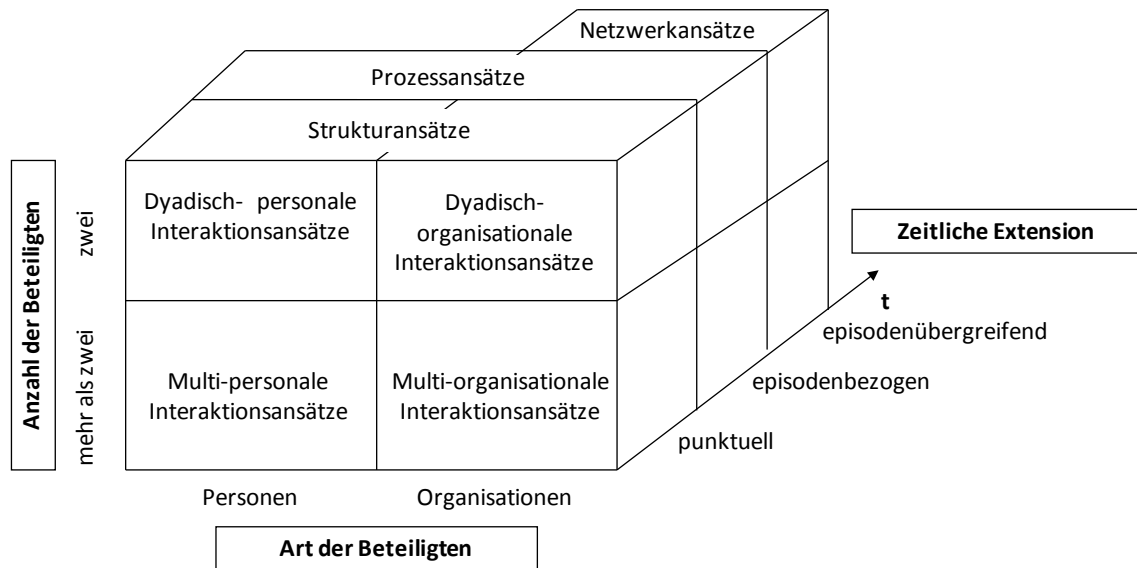 Netzwerkansätze
Prozessansätze
Strukturansätze
Anzahl der Beteiligten
zwei
mehr als zwei
Dyadisch- personale
Interaktionsansätze
Dyadisch-
organisationale
Interaktionsansätze
Multi-personale
Interaktionsansätze
Multi-organisationale
Interaktionsansätze
Zeitliche Extension
t
episodenübergreifend
episodenbezogen
punktuell
Personen
Organisationen
Art der Beteiligten